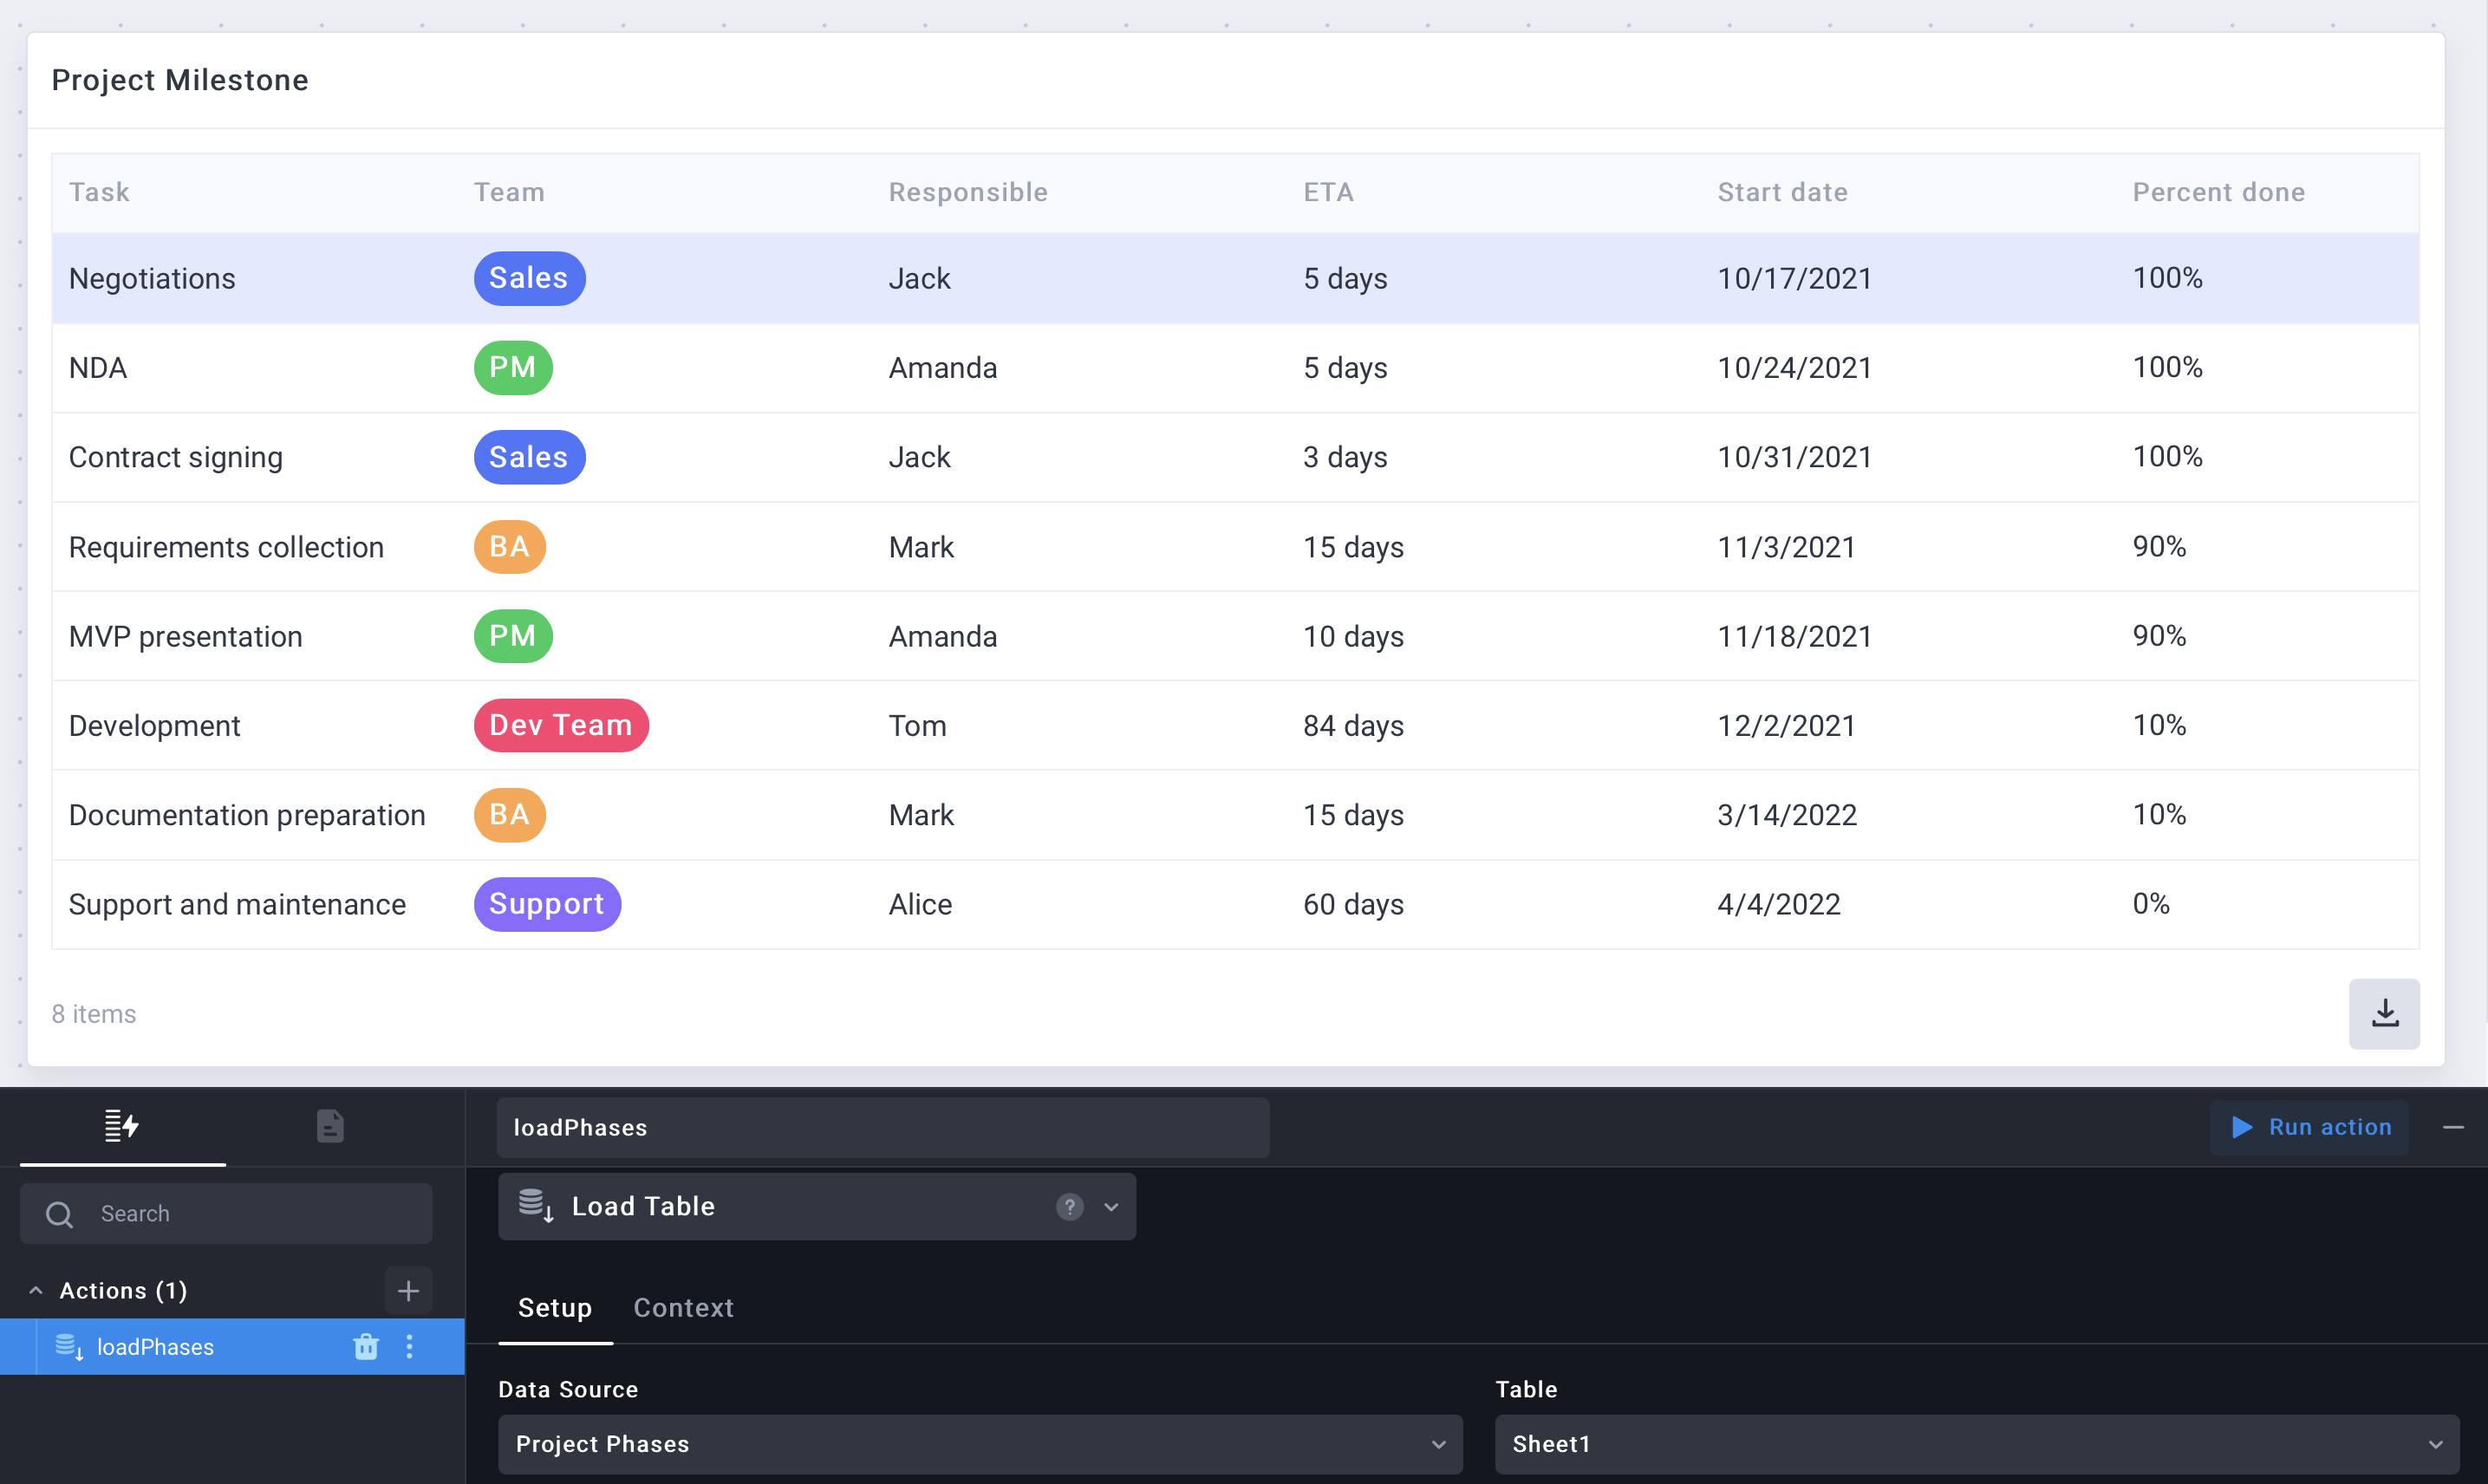 Project Milestone
Task Team Responsible ETA Start date Percent done
Negotiations Sales Jack 5 days 10/17/2021 100%
NDA PM Amanda 5 days 10/24/2021 100%
Contract signing Sales Jack 3 days 10/31/2021 100%
Requirements collection BA Mark 15 days 11/3/2021 90%
MVP presentation PM Amanda 10 days 11/18/2021 90%
Development Dev Team Tom 84 days 12/2/2021 10%
Documentation preparation BA Mark 15 days 3/14/2022 10%
Support and maintenance Support Alice 60 days 4/4/2022 0%
8 items
loadPhases Run action
Load Table ?
Search
Actions (1)
loadPhases
Setup Context
Data Source Table
Project Phases Sheet1